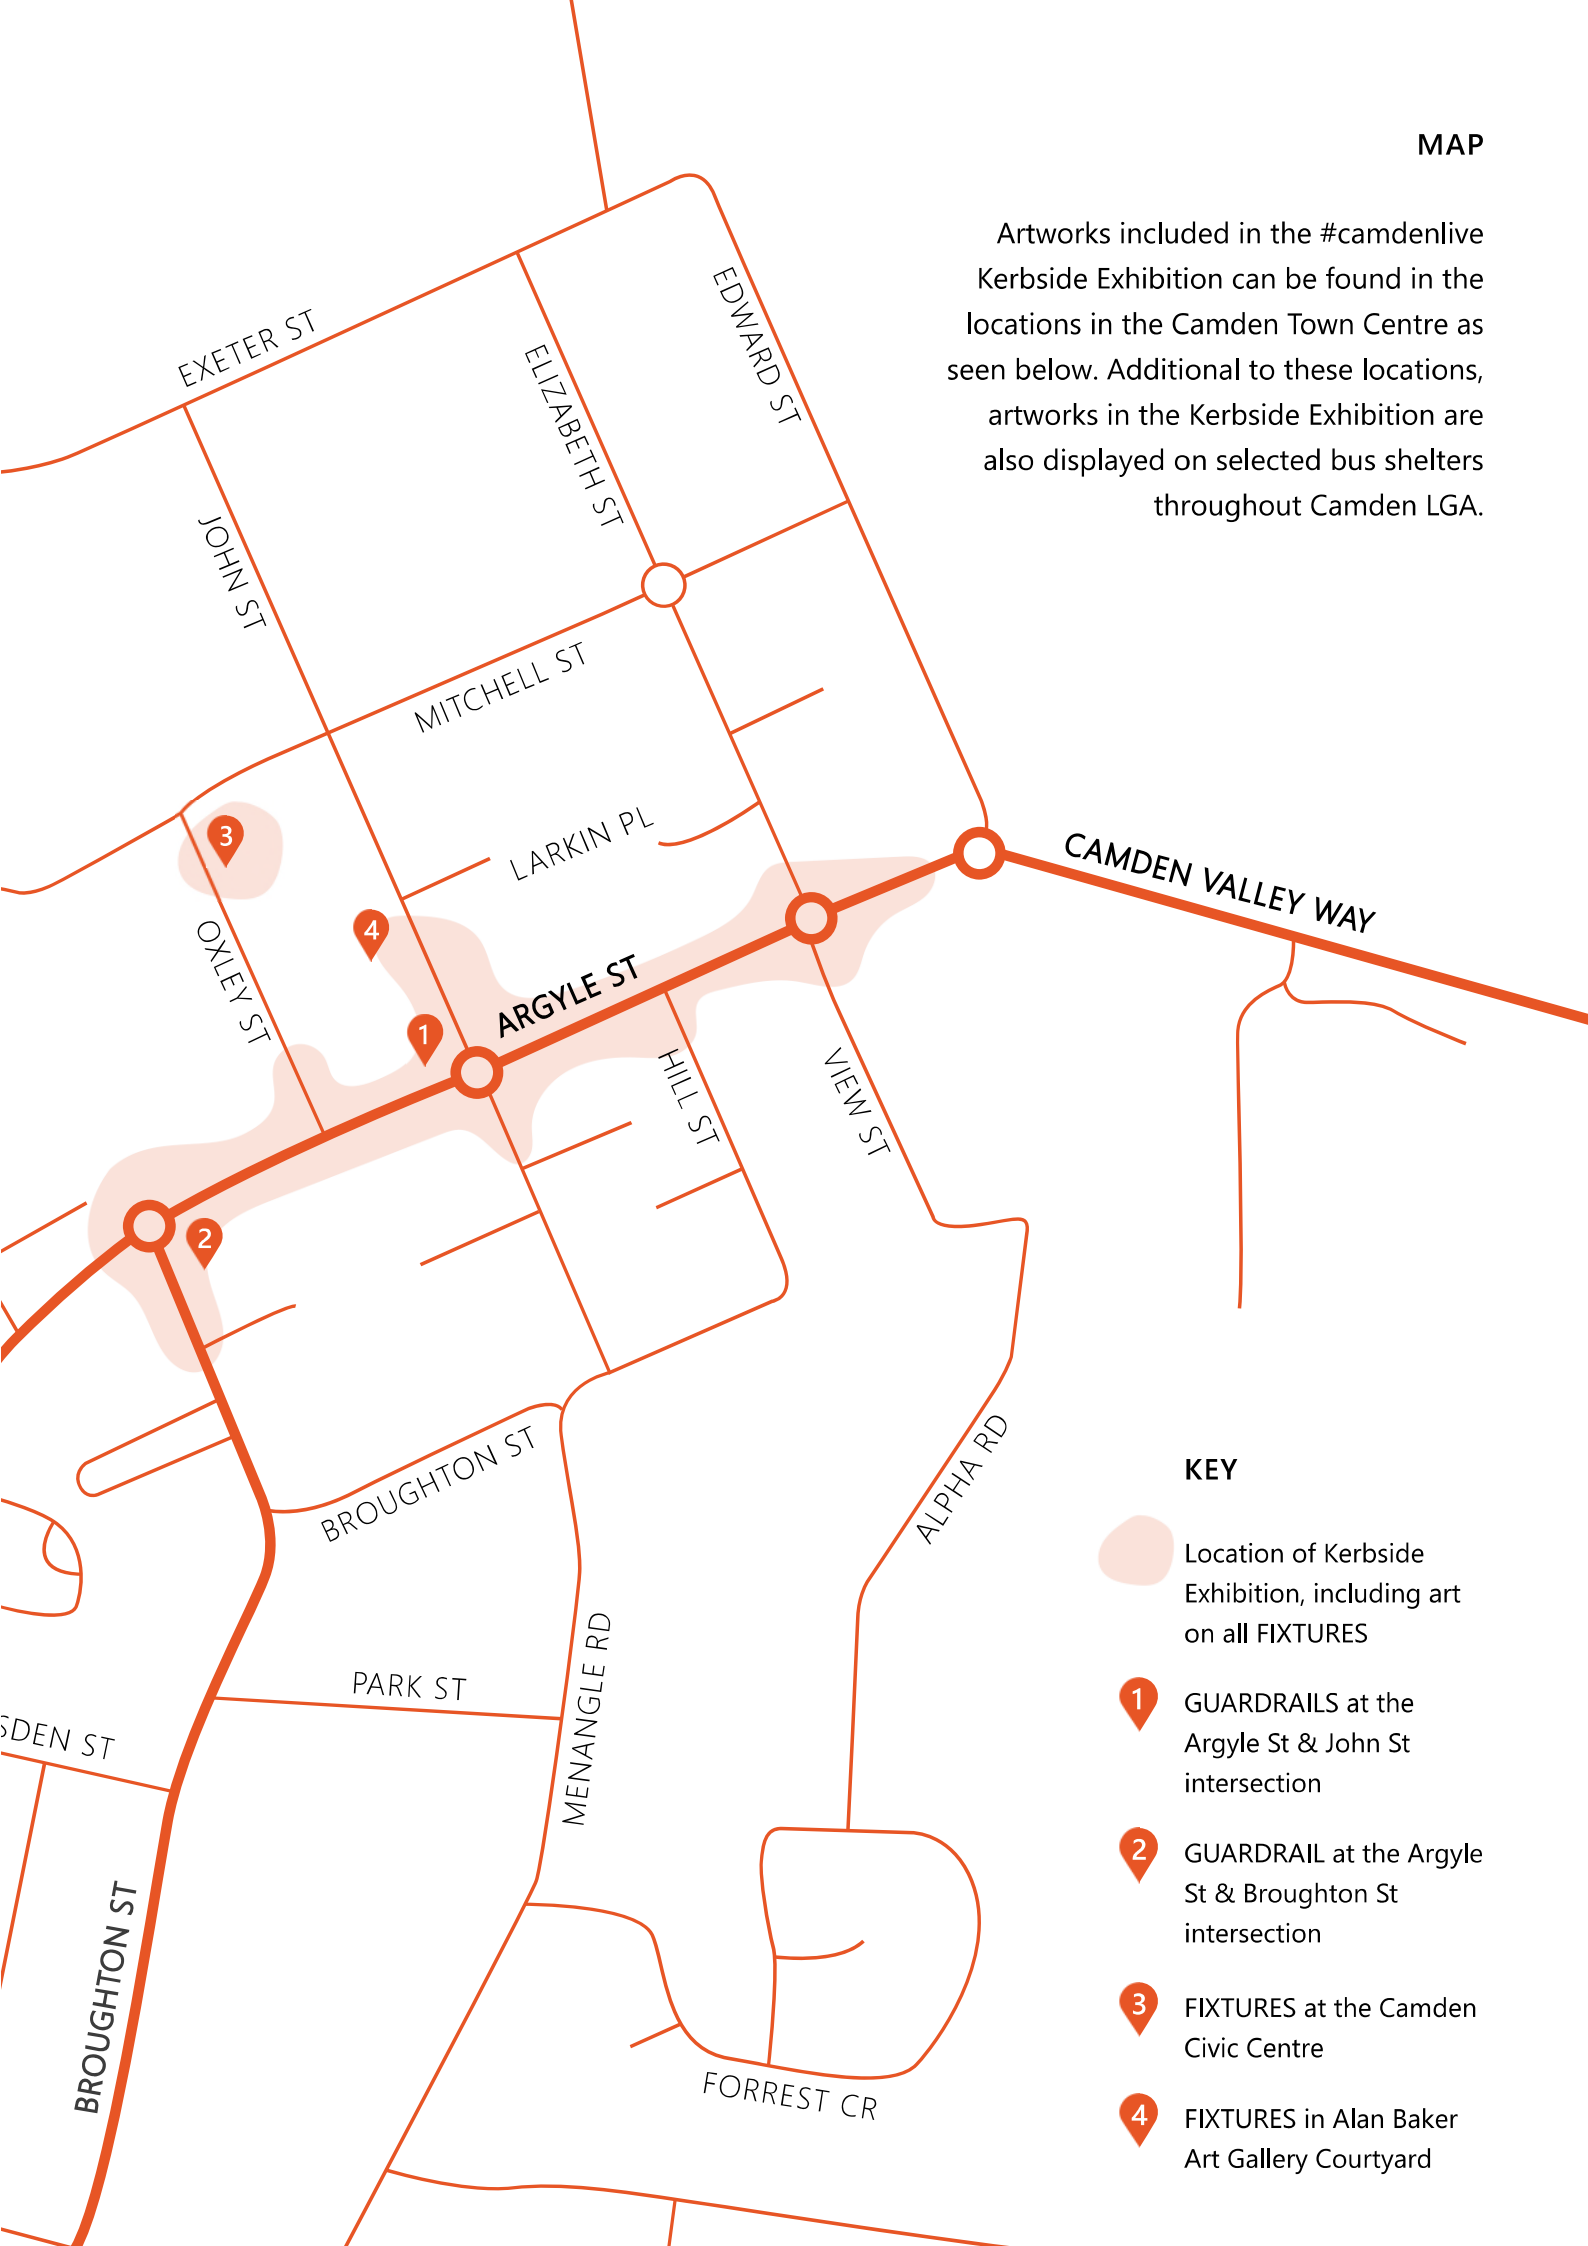 MAP
Artworks included in the #camdenlive
Kerbside Exhibition can be found in the
locations in the Camden Town Centre as
seen below. Additional to these locations,
artworks in the Kerbside Exhibition are
also displayed on selected bus shelters
throughout Camden LGA.
EXETER ST
ELIZABETH ST
EDWARD ST
JOHN ST
MITCHELL ST
LARKIN PL
3
4
OXLEY ST
1
ARGYLE ST
CAMDEN VALLEY WAY
HILL ST
VIEW ST
2
BROUGHTON ST
ALPHA RD
PARK ST
MENANGLE RD
SDEN ST
BROUGHTON ST
FORREST CR
KEY
Location of Kerbside
Exhibition, including art
on all FIXTURES
1
GUARDRAILS at the
Argyle St & John St
intersection
2
GUARDRAIL at the Argyle
St & Broughton St
intersection
3
FIXTURES at the Camden
Civic Centre
4
FIXTURES in Alan Baker
Art Gallery Courtyard